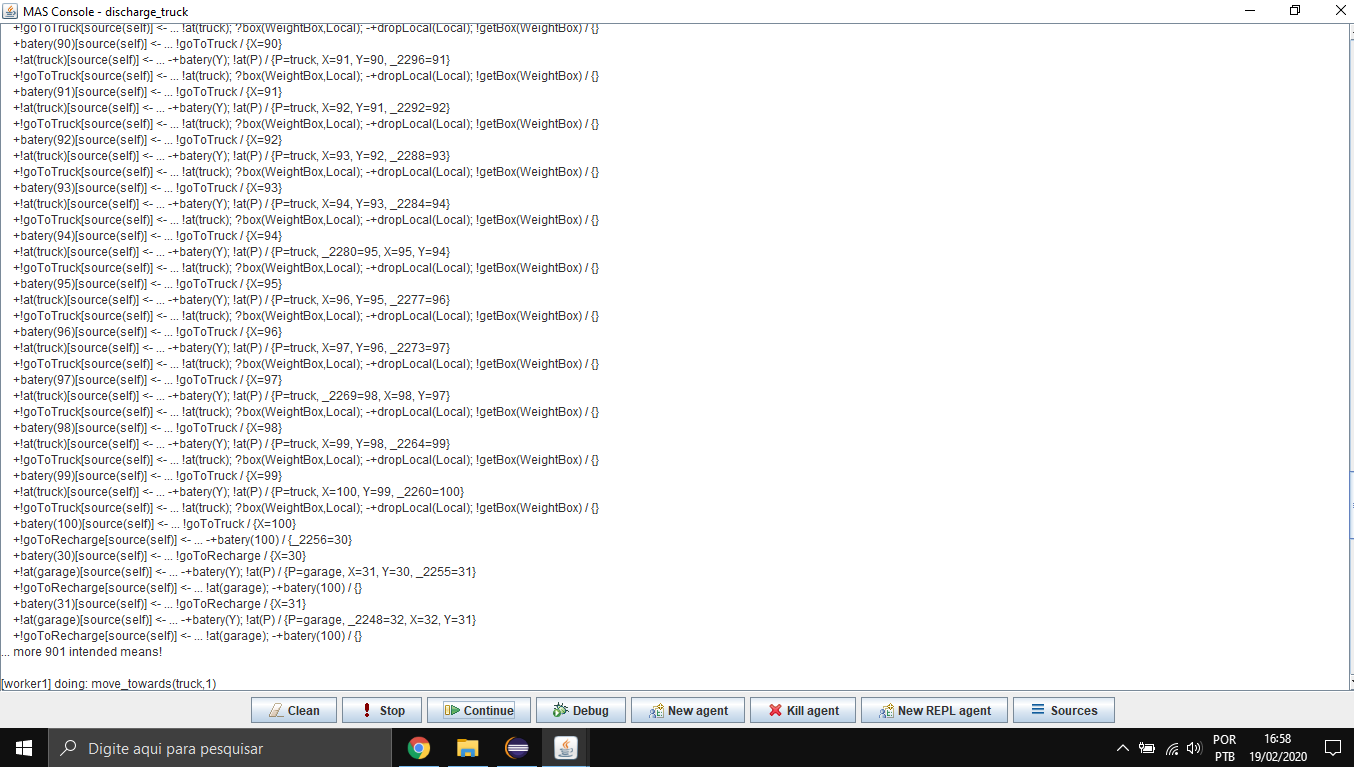 MAS Console - discharge_truck
+!goToTruck[source(self)] <- ... !at(truck); ?box(WeightBox,Local); -+dropLocal(Local); !getBox(WeightBox) / {}
+batery(90)[source(self)] <- ... !goToTruck / {X=90}
+!at(truck)[source(self)] <- ... -+batery(Y); !at(P) / {P=truck, X=91, Y=90, _2296=91}
+!goToTruck[source(self)] <- ... !at(truck); ?box(WeightBox,Local); -+dropLocal(Local); !getBox(WeightBox) / {}
+batery(91)[source(self)] <- ... !goToTruck / {X=91}
+!at(truck)[source(self)] <- ... -+batery(Y); !at(P) / {P=truck, X=92, Y=91, _2292=92}
+!goToTruck[source(self)] <- ... !at(truck); ?box(WeightBox,Local); -+dropLocal(Local); !getBox(WeightBox) / {}
+batery(92)[source(self)] <- ... !goToTruck / {X=92}
+!at(truck)[source(self)] <- ... -+batery(Y); !at(P) / {P=truck, X=93, Y=92, _2288=93}
+!goToTruck[source(self)] <- ... !at(truck); ?box(WeightBox,Local); -+dropLocal(Local); !getBox(WeightBox) / {}
+batery(93)[source(self)] <- ... !goToTruck / {X=93}
+!at(truck)[source(self)] <- ... -+batery(Y); !at(P) / {P=truck, X=94, Y=93, _2284=94}
+!goToTruck[source(self)] <- ... !at(truck); ?box(WeightBox,Local); -+dropLocal(Local); !getBox(WeightBox) / {}
+batery(94)[source(self)] <- ... !goToTruck / {X=94}
+!at(truck)[source(self)] <- ... -+batery(Y); !at(P) / {P=truck, _2280=95, X=95, Y=94}
+!goToTruck[source(self)] <- ... !at(truck); ?box(WeightBox,Local); -+dropLocal(Local); !getBox(WeightBox) / {}
+batery(95)[source(self)] <- ... !goToTruck / {X=95}
+!at(truck)[source(self)] <- ... -+batery(Y); !at(P) / {P=truck, X=96, Y=95, _2277=96}
+!goToTruck[source(self)] <- ... !at(truck); ?box(WeightBox,Local); -+dropLocal(Local); !getBox(WeightBox) / {}
+batery(96)[source(self)] <- ... !goToTruck / {X=96}
+!at(truck)[source(self)] <- ... -+batery(Y); !at(P) / {P=truck, X=97, Y=96, _2273=97}
+!goToTruck[source(self)] <- ... !at(truck); ?box(WeightBox,Local); -+dropLocal(Local); !getBox(WeightBox) / {}
+batery(97)[source(self)] <- ... !goToTruck / {X=97}
+!at(truck)[source(self)] <- ... -+batery(Y); !at(P) / {P=truck, _2269=98, X=98, Y=97}
+!goToTruck[source(self)] <- ... !at(truck); ?box(WeightBox,Local); -+dropLocal(Local); !getBox(WeightBox) / {}
+batery(98)[source(self)] <- ... !goToTruck / {X=98}
+!at(truck)[source(self)] <- ... -+batery(Y); !at(P) / {P=truck, X=99, Y=98, _2264=99}
+!goToTruck[source(self)] <- ... !at(truck); ?box(WeightBox,Local); -+dropLocal(Local); !getBox(WeightBox) / {}
+batery(99)[source(self)] <- ... !goToTruck / {X=99}
+!at(truck)[source(self)] <- ... -+batery(Y); !at(P) / {P=truck, X=100, Y=99, _2260=100}
+!goToTruck[source(self)] <- ... !at(truck); ?box(WeightBox,Local); -+dropLocal(Local); !getBox(WeightBox) / {}
+batery(100)[source(self)] <- ... !goToTruck / {X=100}
+!goToRecharge[source(self)] <- ... -+batery(100) / {_2256=30}
+batery(30)[source(self)] <- ... !goToRecharge / {X=30}
+!at(garage)[source(self)] <- ... -+batery(Y); !at(P) / {P=garage, X=31, Y=30, _2255=31}
+!goToRecharge[source(self)] <- ... !at(garage); -+batery(100) / {}
+batery(31)[source(self)] <- ... !goToRecharge / {X=31}
+!at(garage)[source(self)] <- ... -+batery(Y); !at(P) / {P=garage, _2248=32, X=32, Y=31}
+!goToRecharge[source(self)] <- ... !at(garage); -+batery(100) / {}
... more 901 intended means!
[worker1] doing: move_towards(truck,1)
Clean Stop Continue Debug New agent Kill agent New REPL agent Sources
Digite aqui para pesquisar
POR 16:58
PTB 19/02/2020